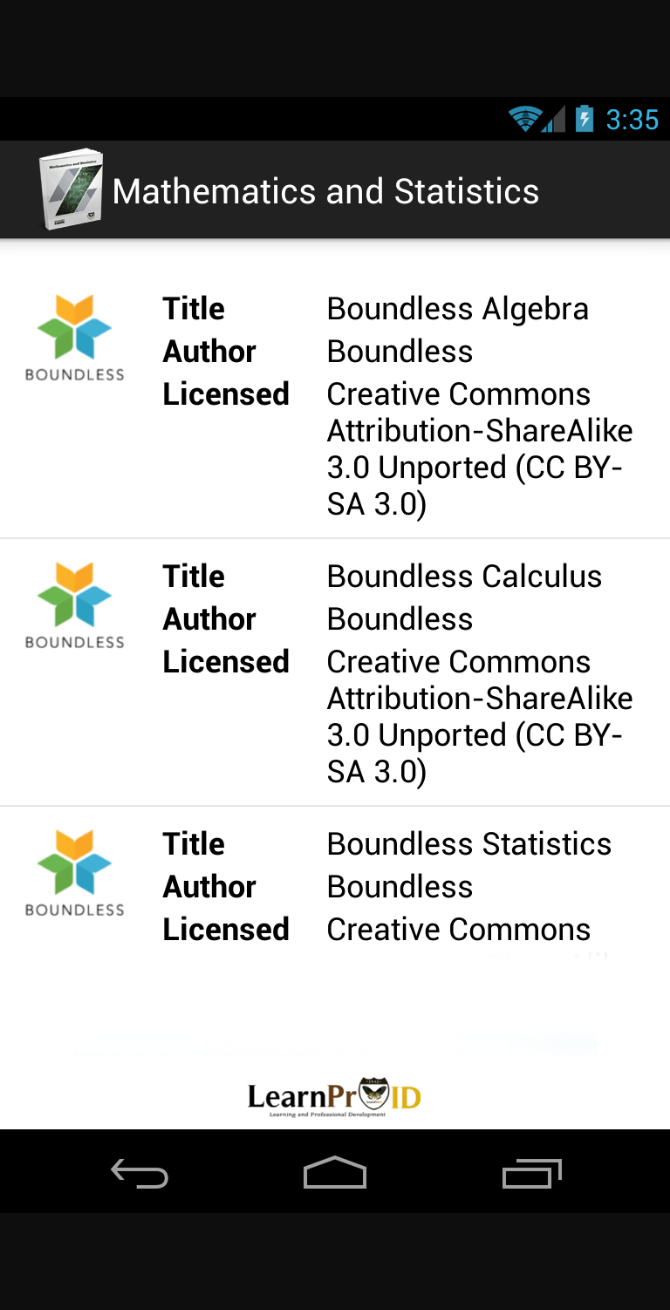 3:35
Mathematics and Statistics
Title Boundless Algebra
Author Boundless
Licensed Creative Commons
Attribution-ShareAlike
3.0 Unported (CC BY-
SA 3.0)
BOUNDLESS
Title Boundless Calculus
Author Boundless
Licensed Creative Commons
Attribution-ShareAlike
3.0 Unported (CC BY-
SA 3.0)
BOUNDLESS
Title Boundless Statistics
Author Boundless
Licensed Creative Commons
BOUNDLESS
LearnPrOID
Learning and Professional Development